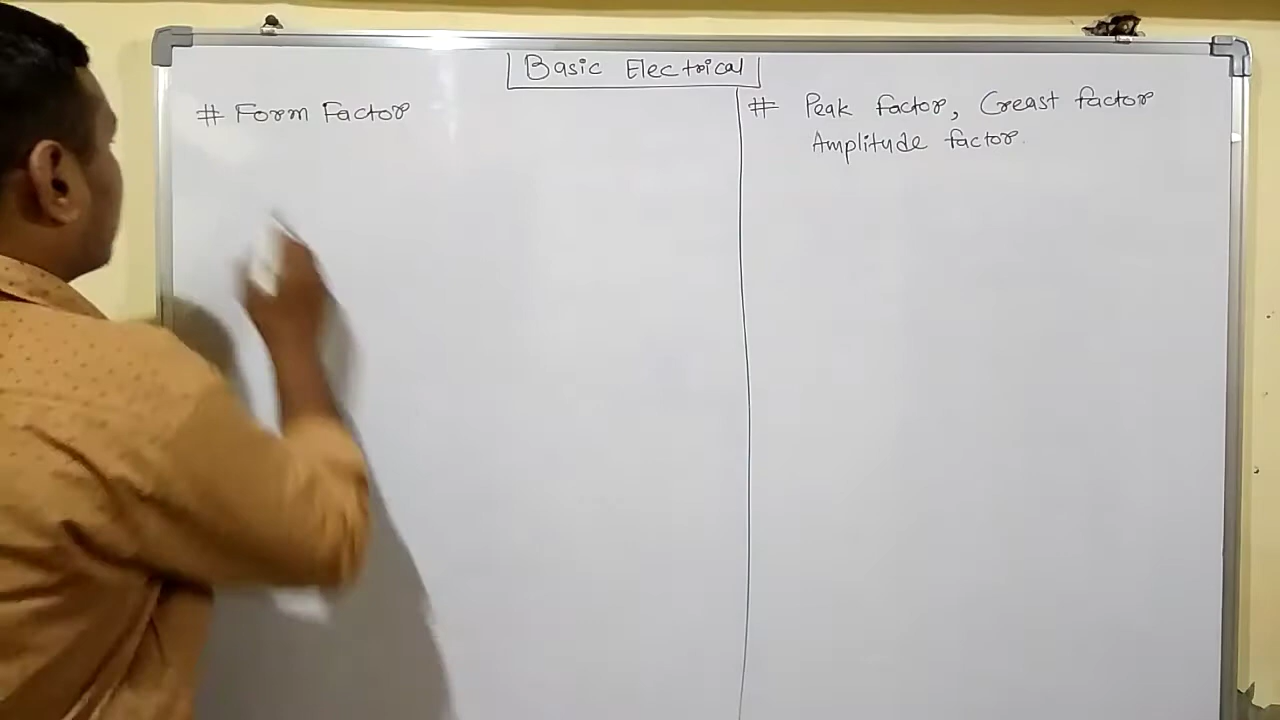 Basic Electrical
# Form Factor
# Peak factor, Creast factor
Amplitude factor.